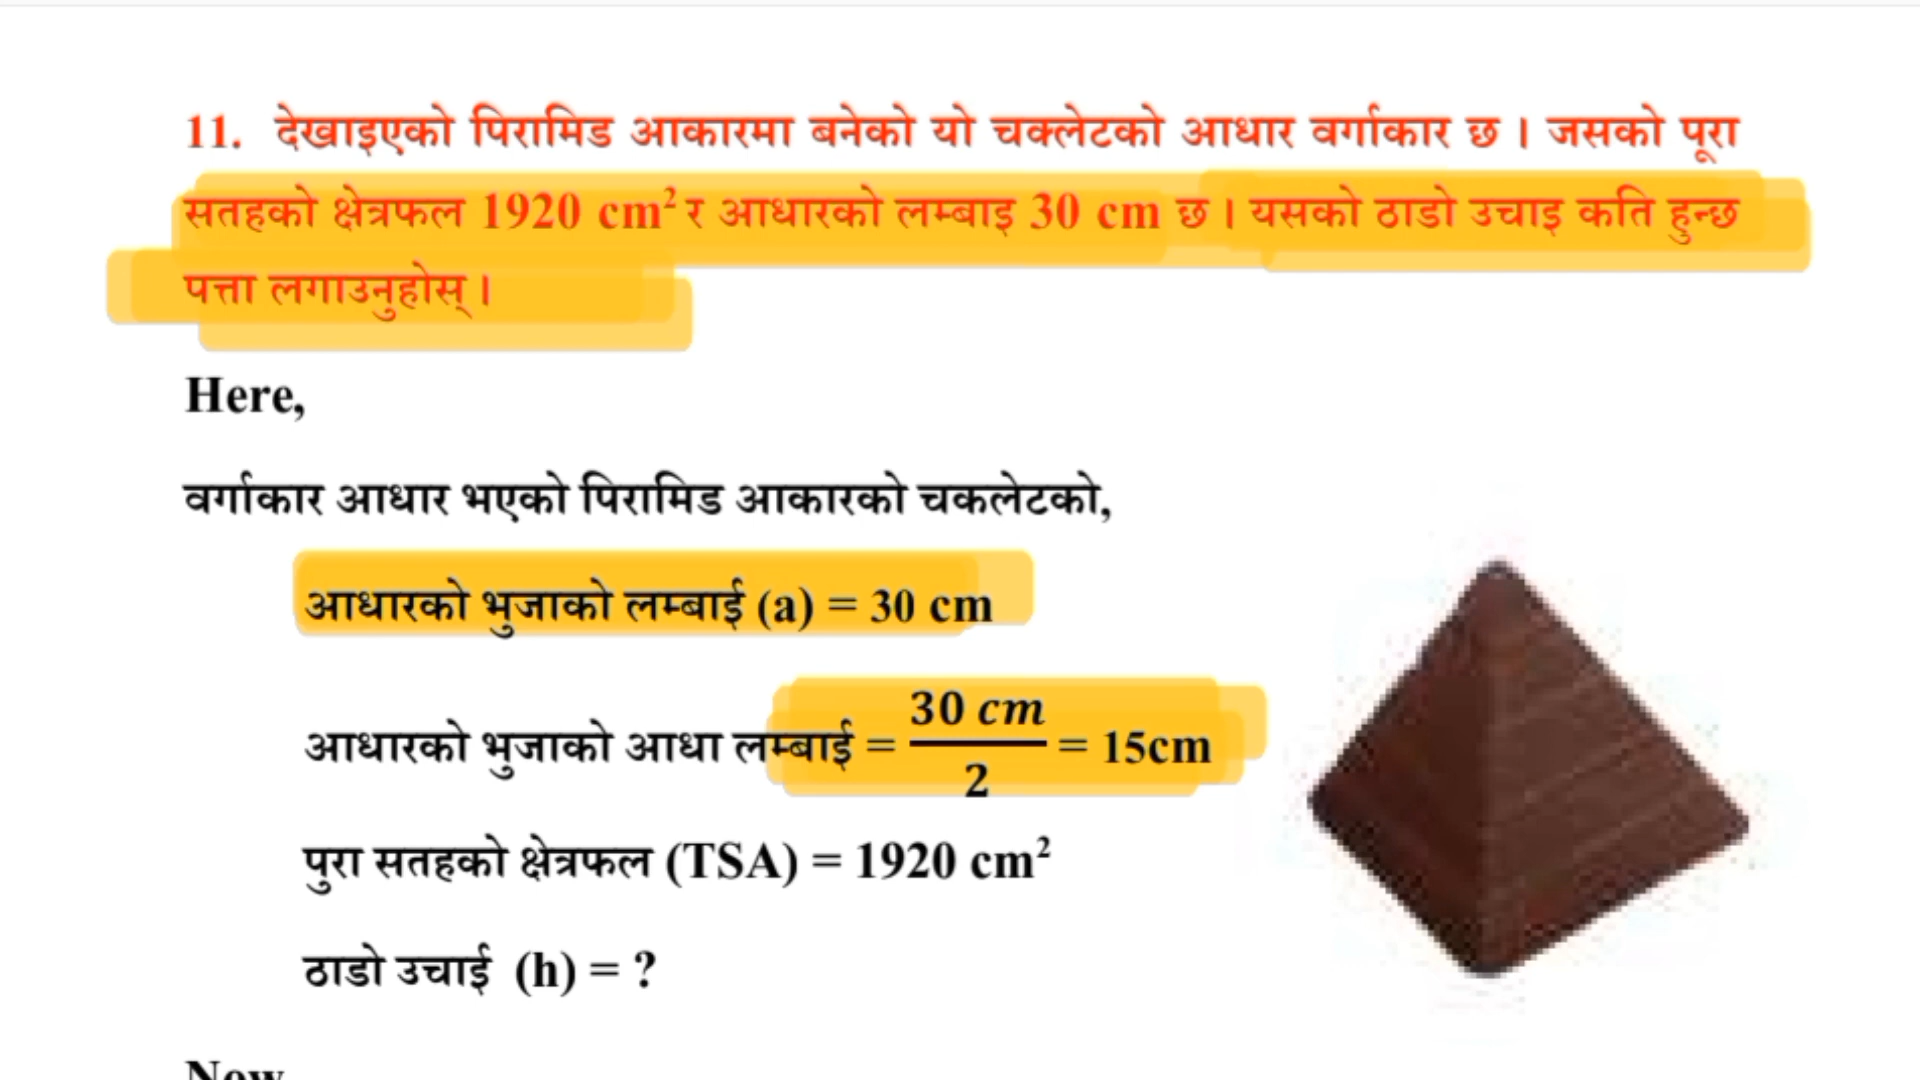 11. देखाइएको पिरामिड आकारमा बनेको यो चक्लेटको आधार वर्गाकार छ । जसको पूरा
सतहको क्षेत्रफल 1920 cm² र आधारको लम्बाइ 30 cm छ । यसको ठाडो उचाइ कति हुन्छ
पत्ता लगाउनुहोस् ।
Here,
वर्गाकार आधार भएको पिरामिड आकारको चकलेटको,
आधारको भुजाको लम्बाई (a) = 30 cm
आधारको भुजाको आधा लम्बाई = 30 cm / 2 = 15cm
पुरा सतहको क्षेत्रफल (TSA) = 1920 cm²
ठाडो उचाई (h) = ?
Now